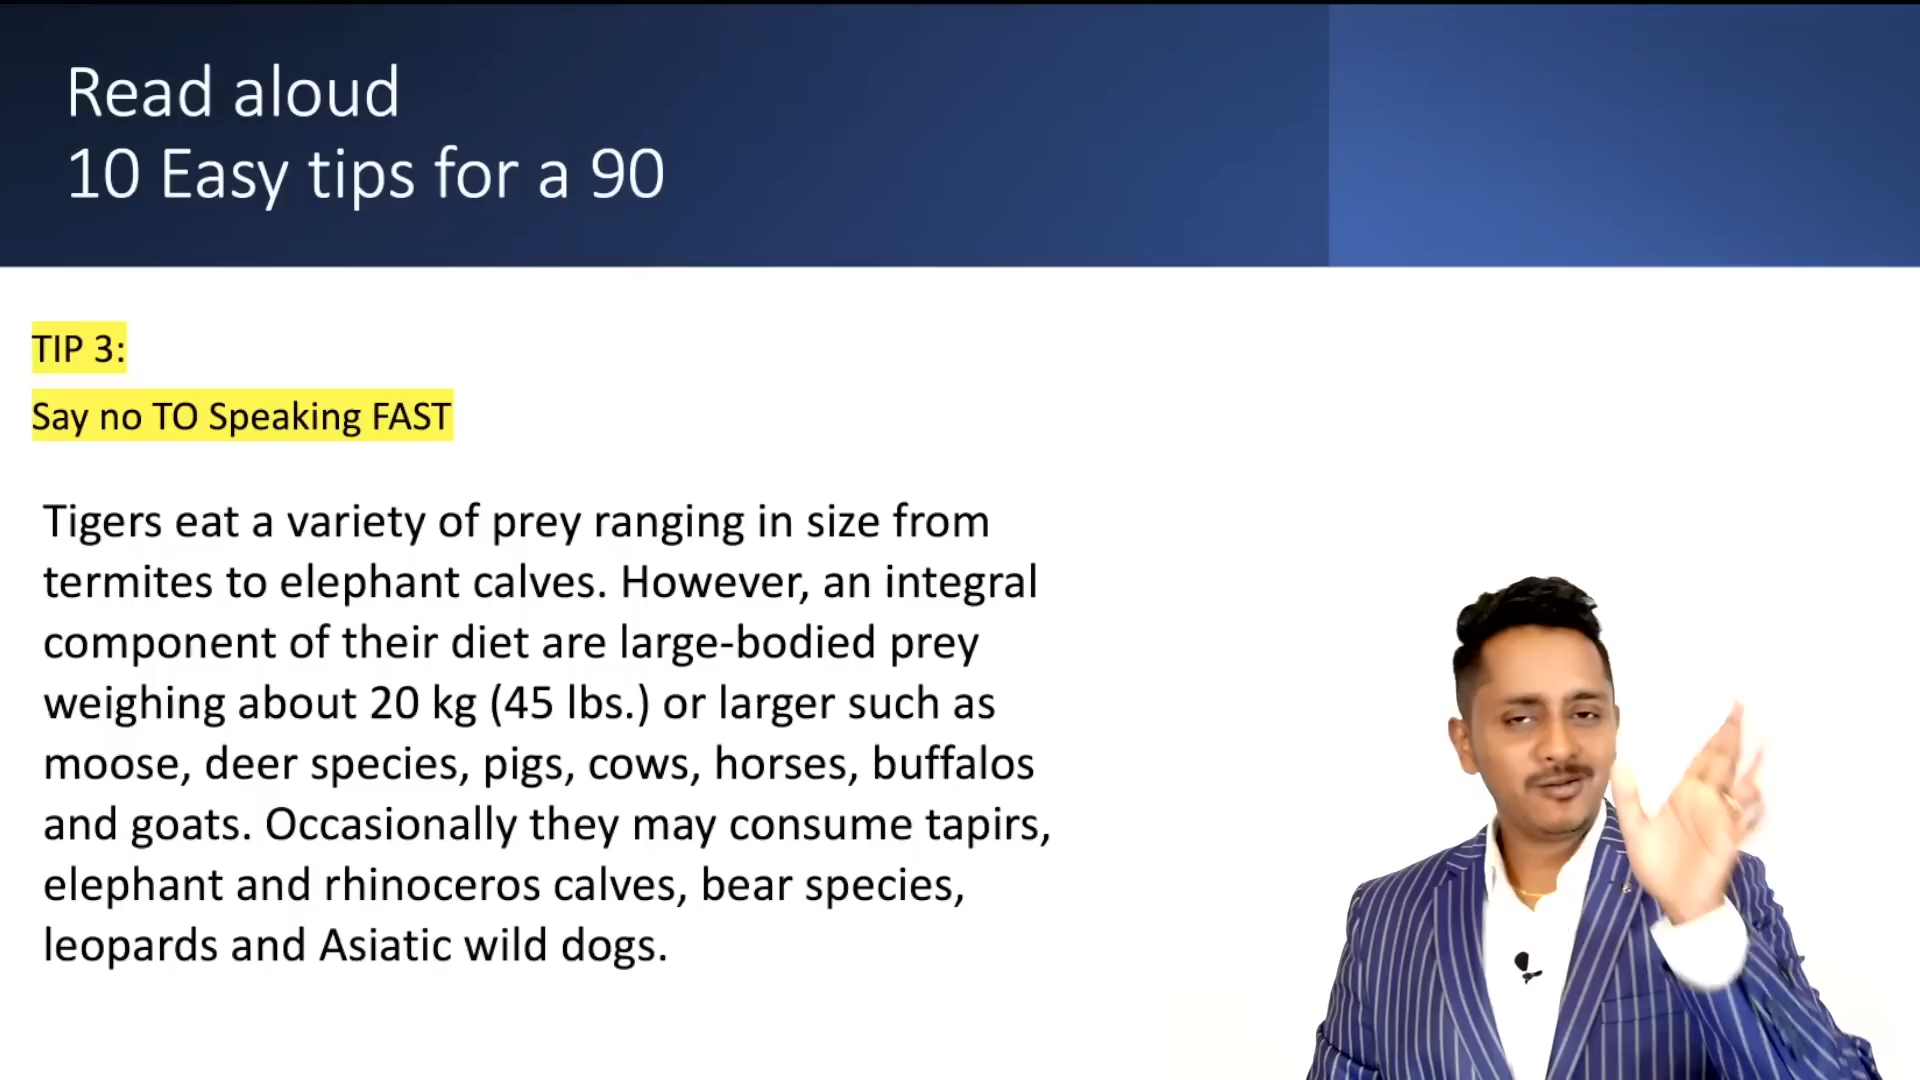 Read aloud
10 Easy tips for a 90
TIP 3:
Say no TO Speaking FAST
Tigers eat a variety of prey ranging in size from
termites to elephant calves. However, an integral
component of their diet are large-bodied prey
weighing about 20 kg (45 lbs.) or larger such as
moose, deer species, pigs, cows, horses, buffalos
and goats. Occasionally they may consume tapirs,
elephant and rhinoceros calves, bear species,
leopards and Asiatic wild dogs.